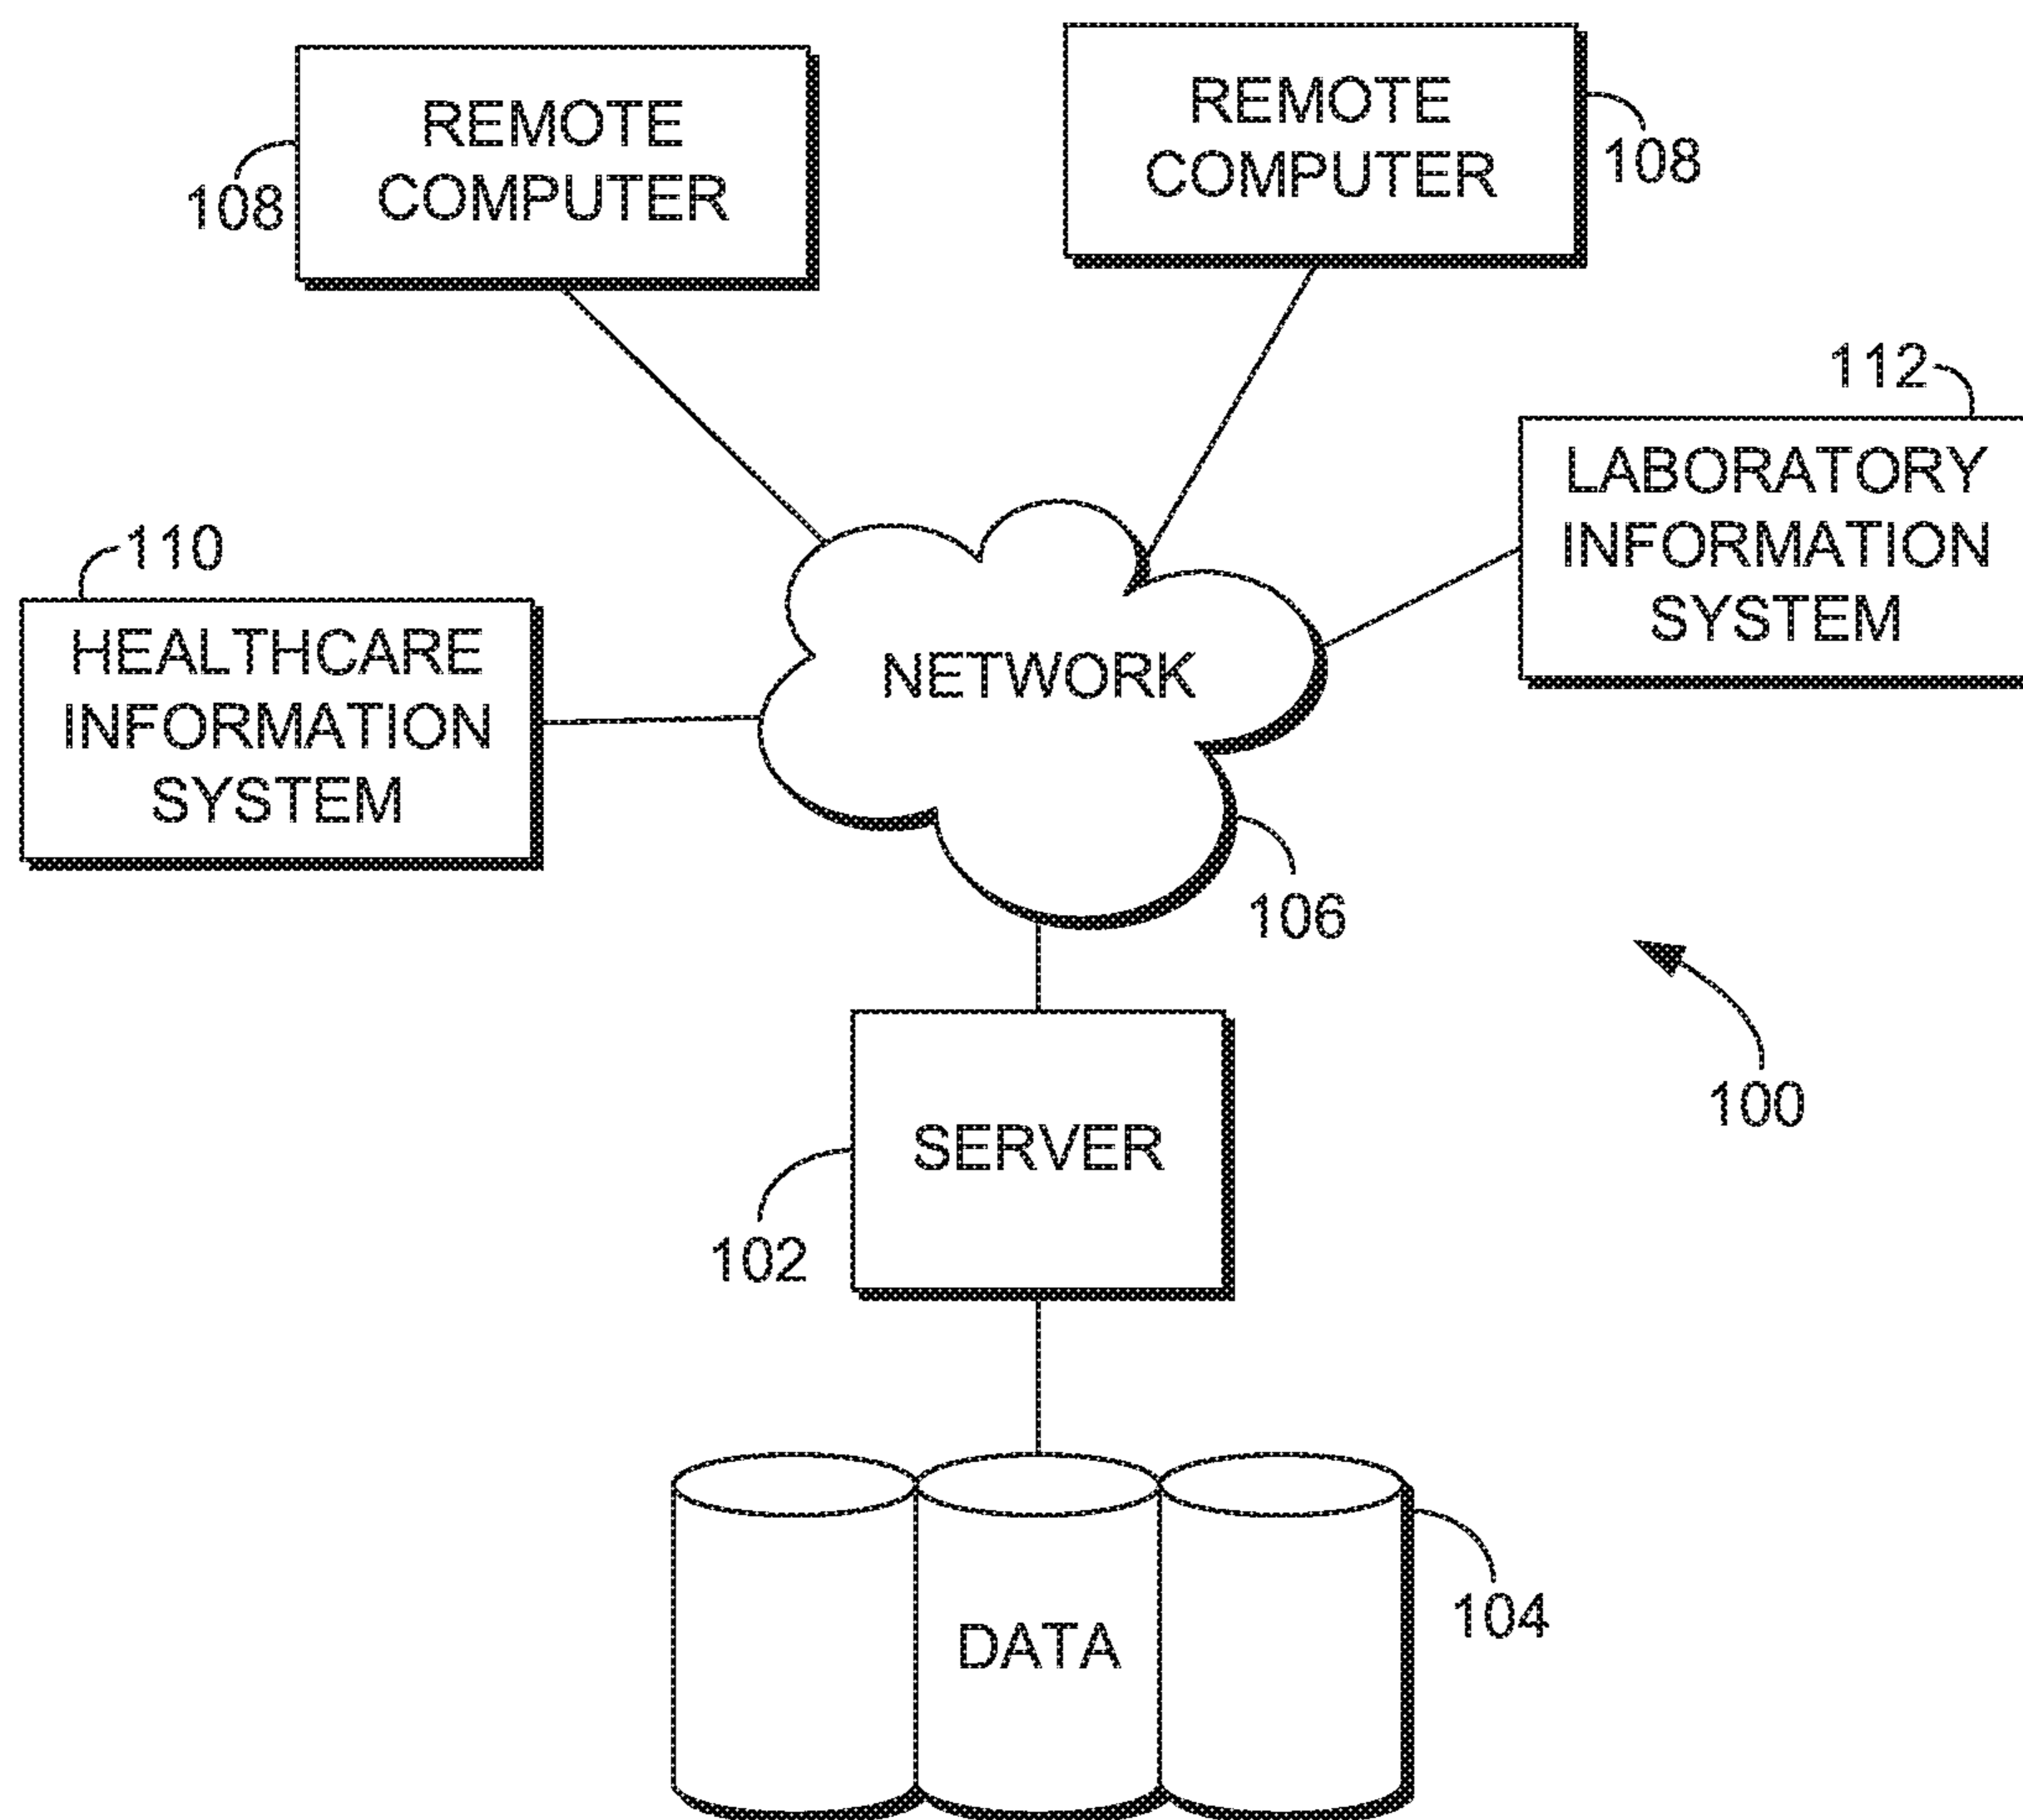 REMOTE
COMPUTER
108
REMOTE
COMPUTER
108
112
LABORATORY
INFORMATION
SYSTEM
110
HEALTHCARE
INFORMATION
SYSTEM
NETWORK
106
100
SERVER
102
DATA
104